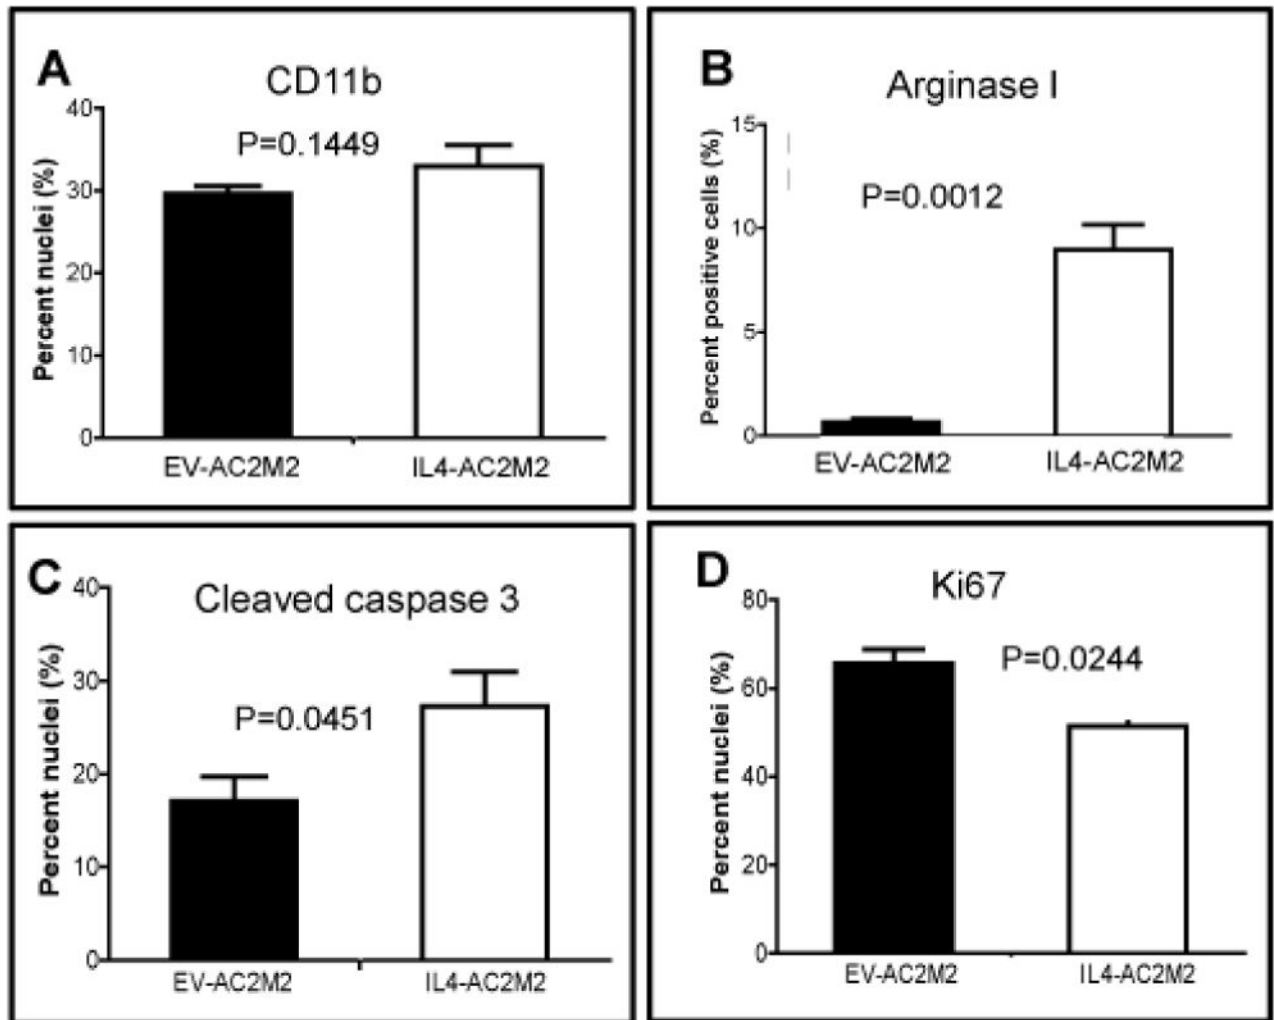 A
CD11b
40
P=0.1449
30
20
10
0
Percent nuclei (%)
EV-AC2M2 IL4-AC2M2
B
Arginase I
15
P=0.0012
10
5
0
Percent positive cells (%)
EV-AC2M2 IL4-AC2M2
C
Cleaved caspase 3
40
30
P=0.0451
20
10
0
Percent nuclei (%)
EV-AC2M2 IL4-AC2M2
D
Ki67
80
P=0.0244
60
40
20
0
Percent nuclei (%)
EV-AC2M2 IL4-AC2M2